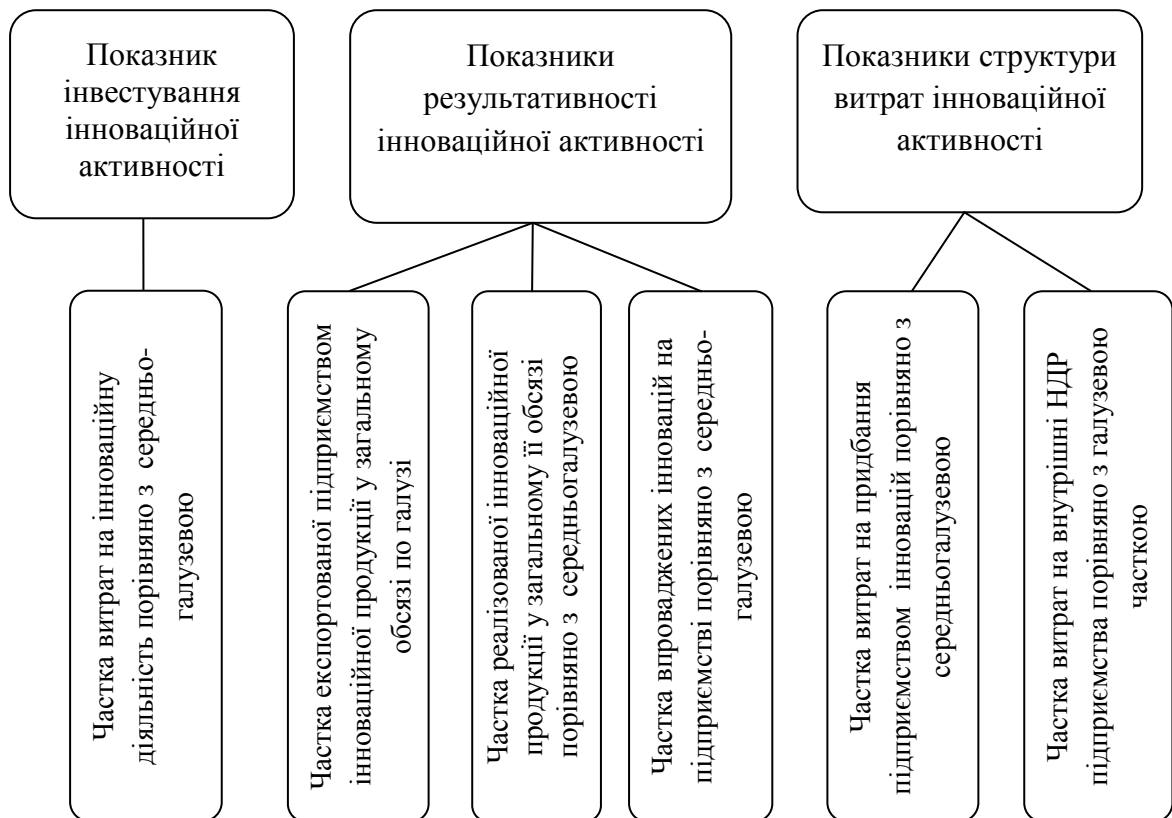 Показник
інвестування
інноваційної
активності
Показники
результативності
інноваційної активності
Показники структури
витрат інноваційної
активності
Частка витрат на інноваційну
діяльність порівняно з середньо-
галузевою
Частка експортованої підприємством
інноваційної продукції у загальному
обсязі по галузі
Частка реалізованої інноваційної
продукції у загальному її обсязі
порівняно з середньогалузевою
Частка впроваджених інновацій на
підприємстві порівняно з середньо-
галузевою
Частка витрат на придбання
підприємством інновацій порівняно з
середньогалузевою
Частка витрат на внутрішні НДР
підприємства порівняно з галузевою
часткою